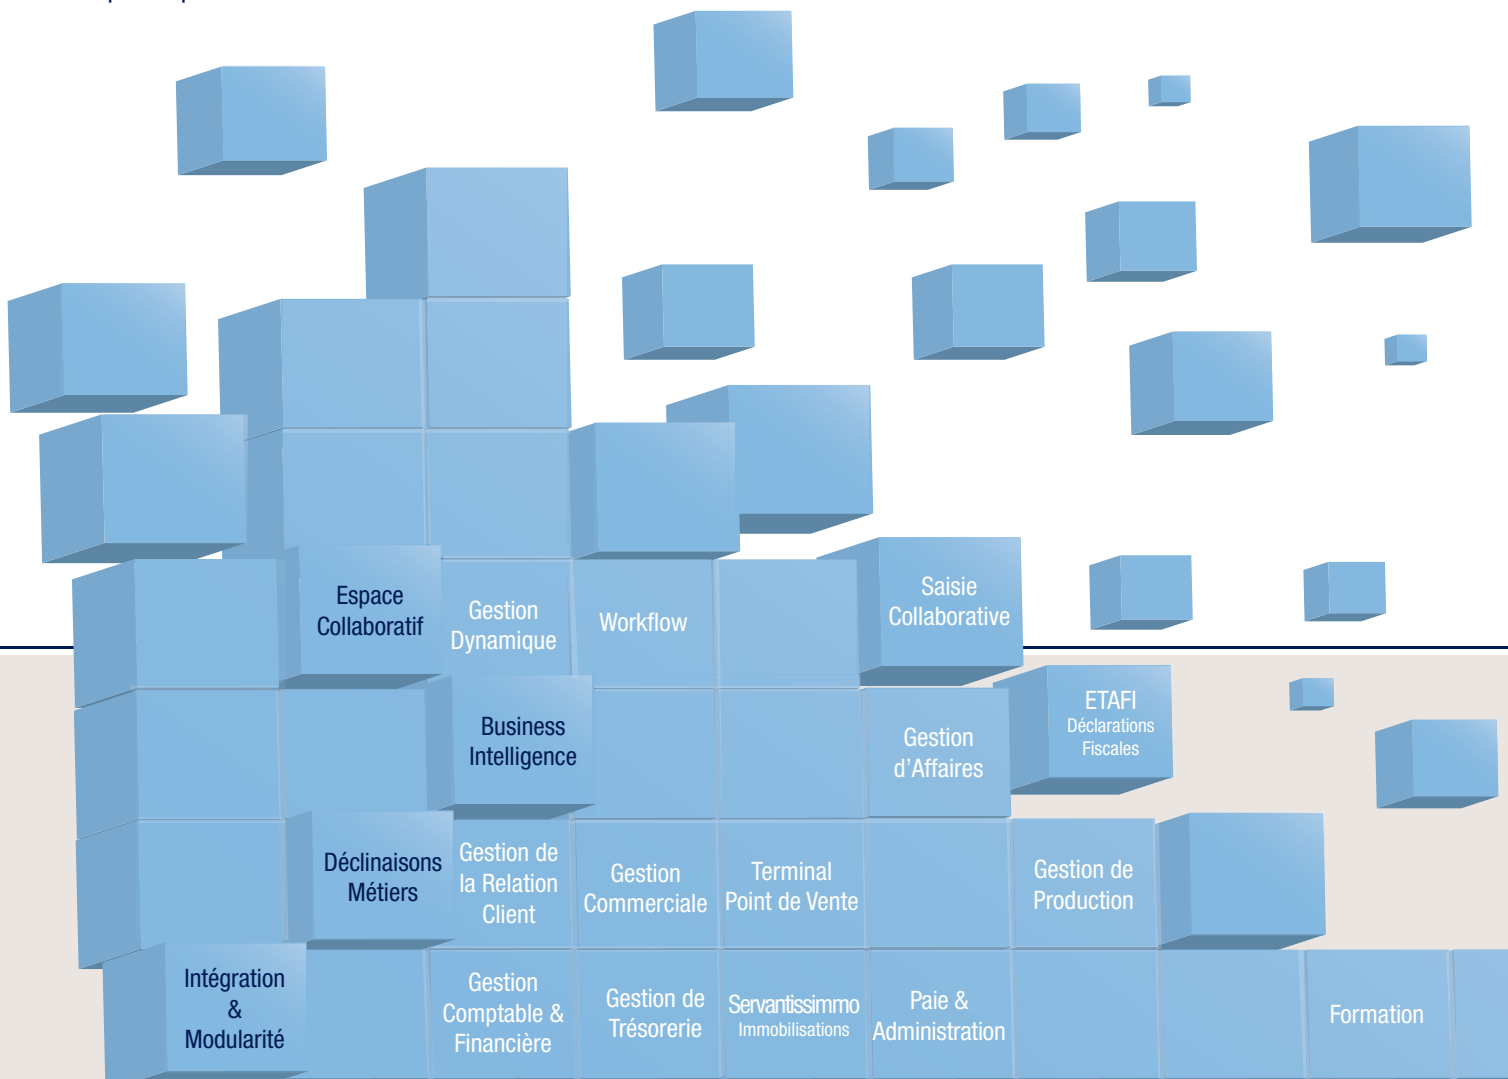 Espace
Collaboratif
Gestion
Dynamique
Workflow
Saisie
Collaborative
Business
Intelligence
Gestion
d'Affaires
ETAFI
Déclarations
Fiscales
Déclinaisons
Métiers
Gestion de
la Relation
Client
Gestion
Commerciale
Terminal
Point de Vente
Gestion de
Production
Intégration
&
Modularité
Gestion
Comptable &
Financière
Gestion de
Trésorerie
Servantissimmo
Immobilisations
Paie &
Administration
Formation